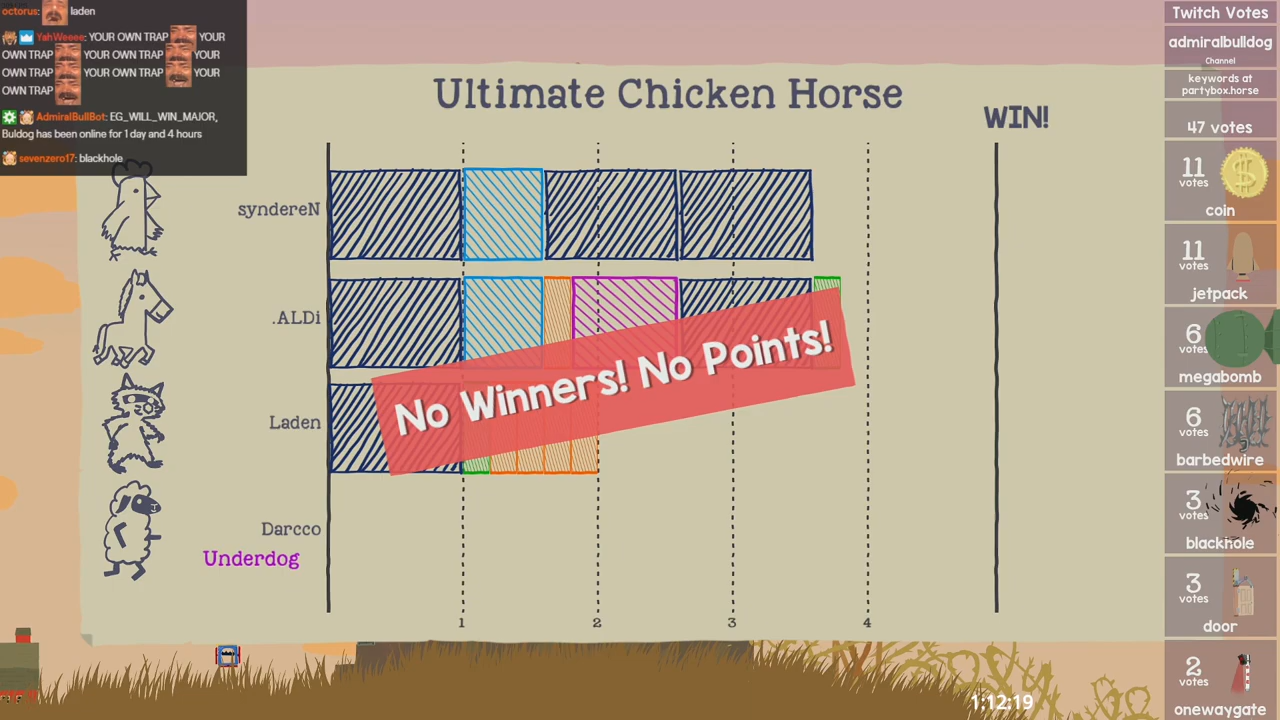 octorus: laden
YahWeeee: YOUR OWN TRAP YOUR
OWN TRAP YOUR OWN TRAP YOUR
OWN TRAP YOUR OWN TRAP YOUR
OWN TRAP
AdmiralBullBot: EG_WILL_WIN_MAJOR,
Buldog has been online for 1 day and 4 hours
sevenzero17: blackhole
Ultimate Chicken Horse
WIN!
syndereN
.ALDi
Laden
Darcco
Underdog
No Winners! No Points!
1
2
3
4
1:12:19
Twitch Votes
admiralbulldog
Channel
keywords at
partybox.horse
47 votes
11
votes
$
coin
11
votes
jetpack
6
votes
megabomb
6
votes
barbedwire
3
votes
blackhole
3
votes
door
2
votes
onewaygate